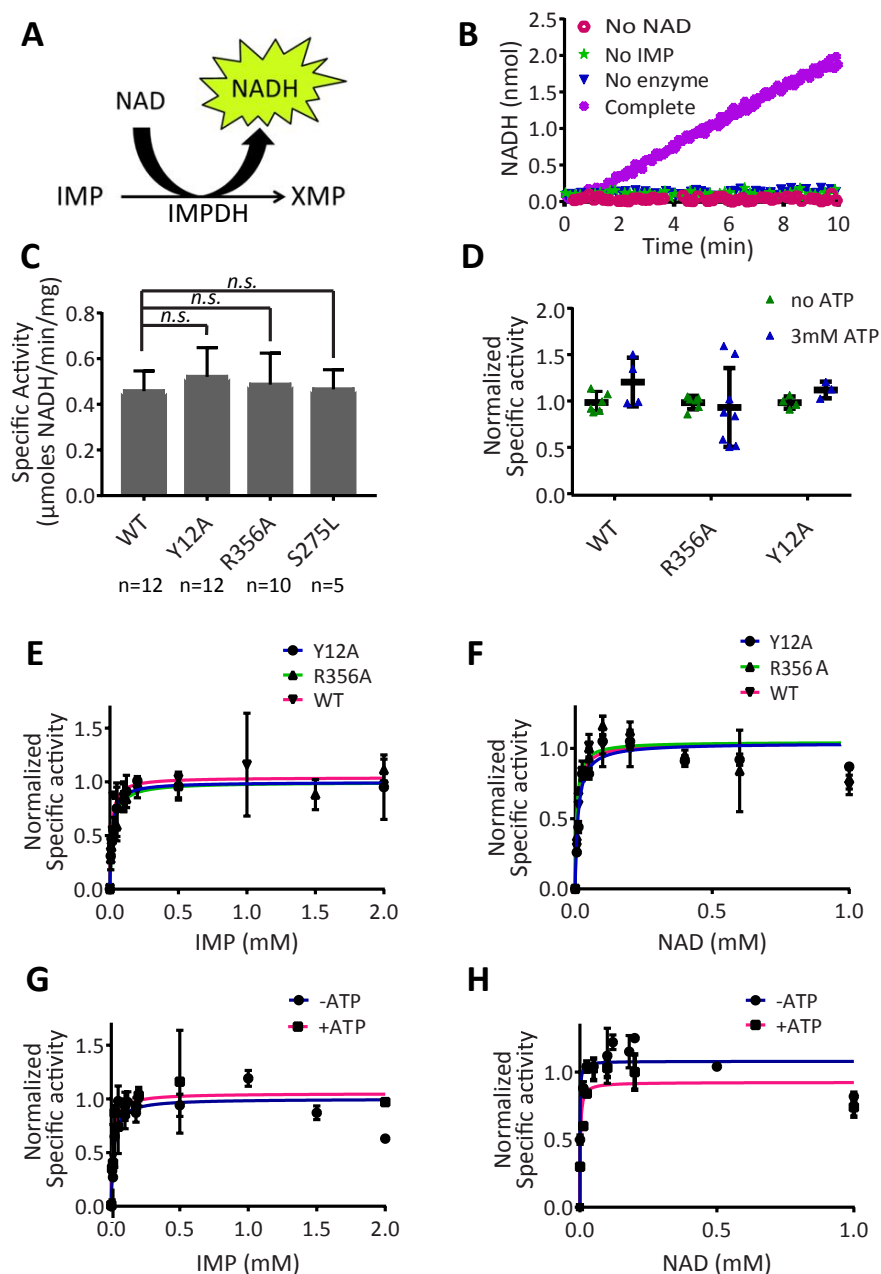 A
NAD
NADH
IMP
XMP
IMPDH
B
NADH (nmol)
2.5
2.0
1.5
1.0
0.5
0.0
0 2 4 6 8 10
Time (min)
No NAD
No IMP
No enzyme
Complete
C
Specific Activity
(μmoles NADH/min/mg)
0.8
0.6
0.4
0.2
0.0
n.s.
n.s.
n.s.
WT Y12A R356A S275L
n=12 n=12 n=10 n=5
D
Normalized
Specific activity
2.0
1.5
1.0
0.5
0.0
no ATP
3mM ATP
WT R356A Y12A
E
Y12A
R356A
WT
Normalized
Specific activity
1.5
1.0
0.5
0.0
0.0 0.5 1.0 1.5 2.0
IMP (mM)
F
Y12A
R356 A
WT
Normalized
Specific activity
1.0
0.5
0.0
0.0 0.5 1.0
NAD (mM)
G
-ATP
+ATP
Normalized
Specific activity
1.5
1.0
0.5
0.0
0.0 0.5 1.0 1.5 2.0
IMP (mM)
H
-ATP
+ATP
Normalized
Specific activity
1.0
0.5
0.0
0.0 0.5 1.0
NAD (mM)